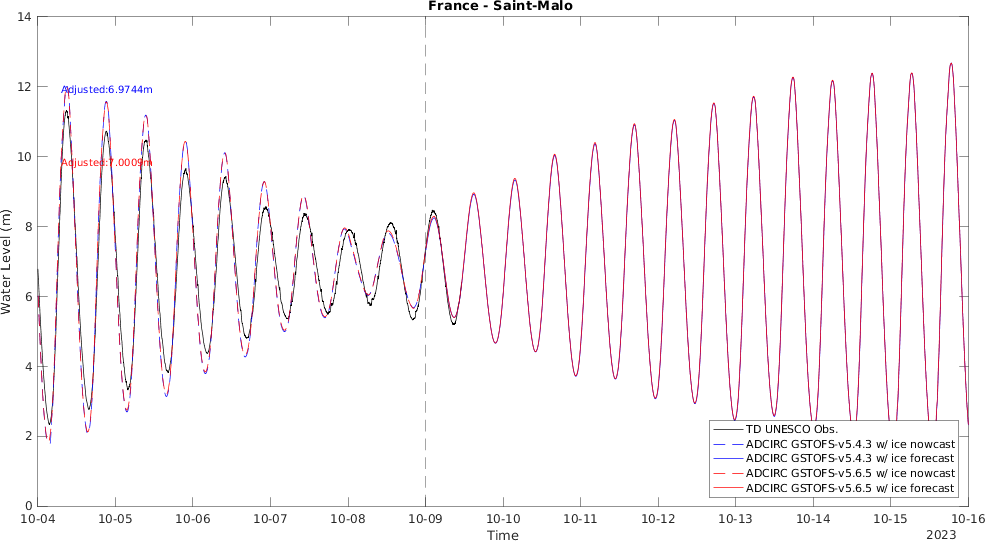 France - Saint-Malo
14
12
10
8
6
4
2
0
Water Level (m)
Adjusted:6.9744m
Adjusted:7.0009m
TD UNESCO Obs.
ADCIRC GSTOFS-v5.4.3 w/ ice nowcast
ADCIRC GSTOFS-v5.4.3 w/ ice forecast
ADCIRC GSTOFS-v5.6.5 w/ ice nowcast
ADCIRC GSTOFS-v5.6.5 w/ ice forecast
10-04 10-05 10-06 10-07 10-08 10-09 10-10 10-11 10-12 10-13 10-14 10-15 10-16
Time
2023